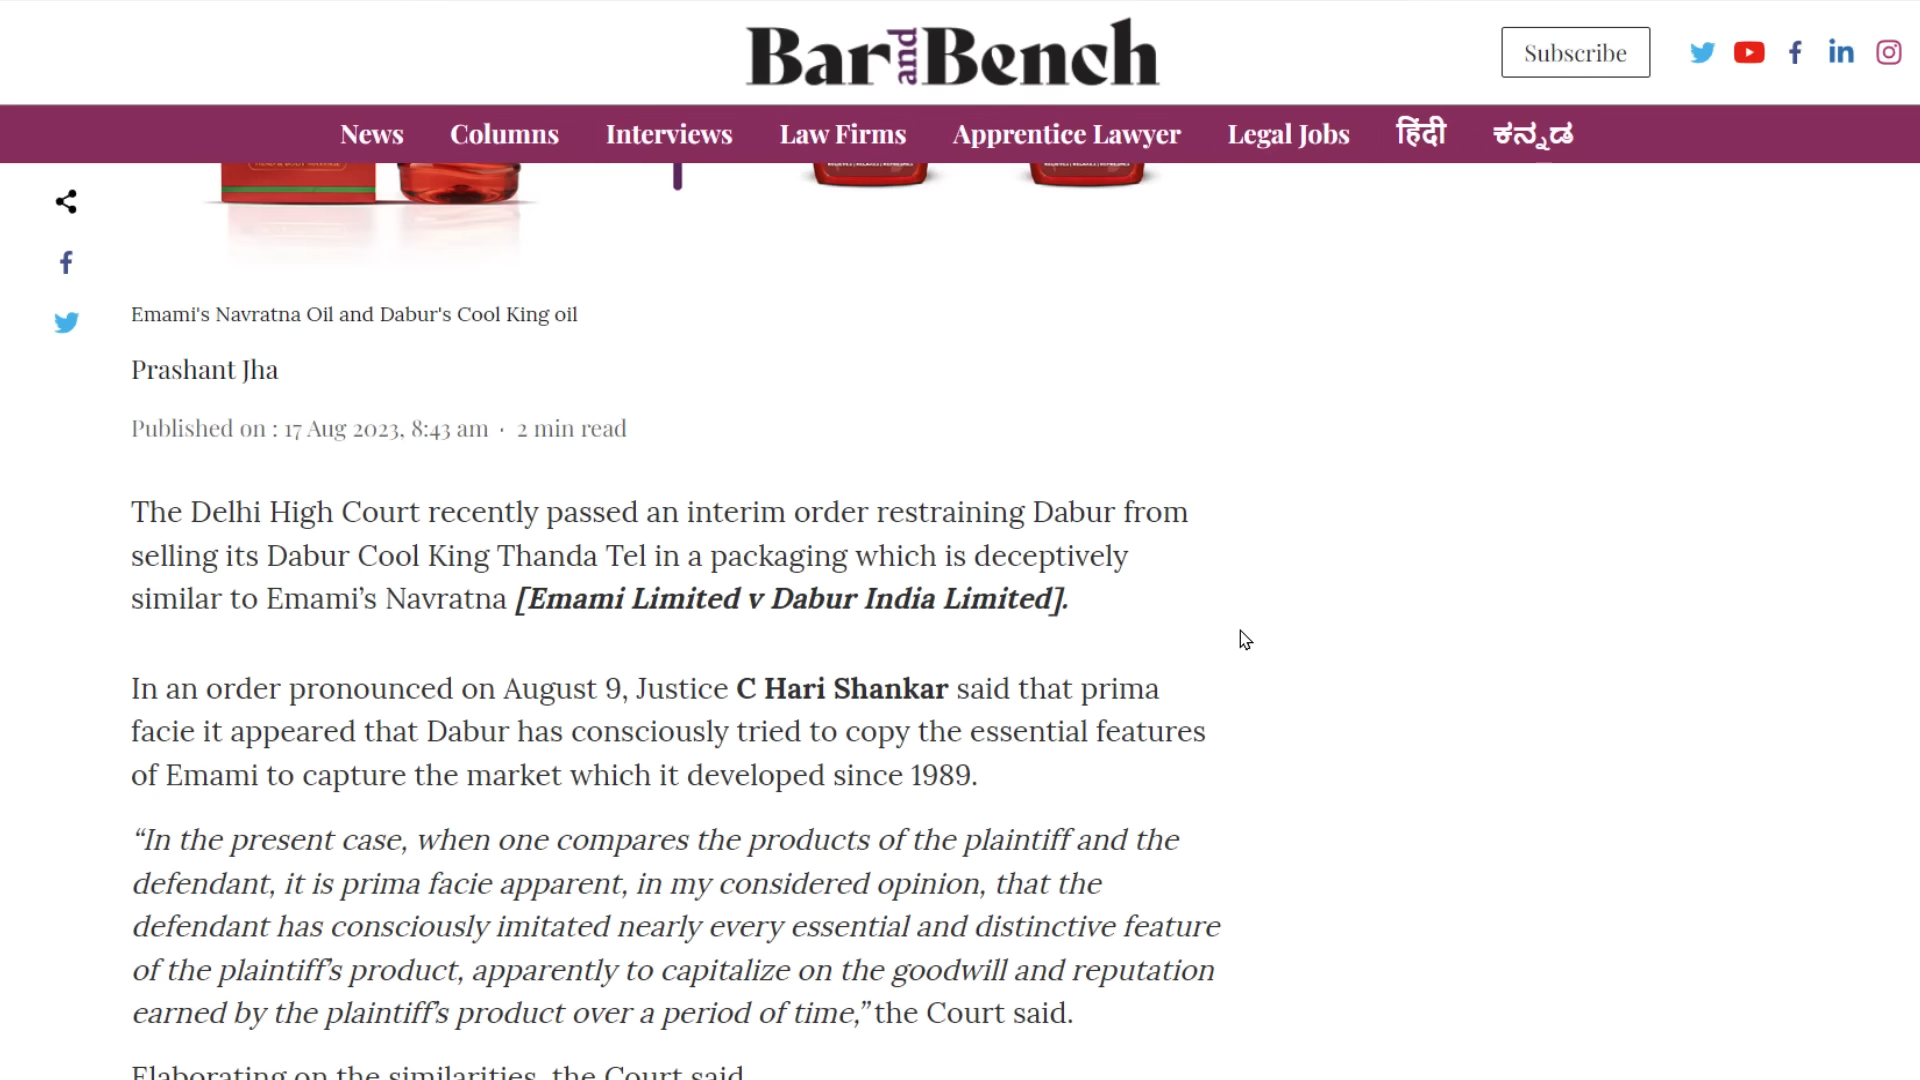 Bar and Bench
Subscribe
News Columns Interviews Law Firms Apprentice Lawyer Legal Jobs हिंदी ಕನ್ನಡ
Emami's Navratna Oil and Dabur's Cool King oil
Prashant Jha
Published on : 17 Aug 2023, 8:43 am · 2 min read
The Delhi High Court recently passed an interim order restraining Dabur from
selling its Dabur Cool King Thanda Tel in a packaging which is deceptively
similar to Emami’s Navratna [Emami Limited v Dabur India Limited].
In an order pronounced on August 9, Justice C Hari Shankar said that prima
facie it appeared that Dabur has consciously tried to copy the essential features
of Emami to capture the market which it developed since 1989.
“In the present case, when one compares the products of the plaintiff and the
defendant, it is prima facie apparent, in my considered opinion, that the
defendant has consciously imitated nearly every essential and distinctive feature
of the plaintiff’s product, apparently to capitalize on the goodwill and reputation
earned by the plaintiff’s product over a period of time,” the Court said.
Elaborating on the similarities, the Court said